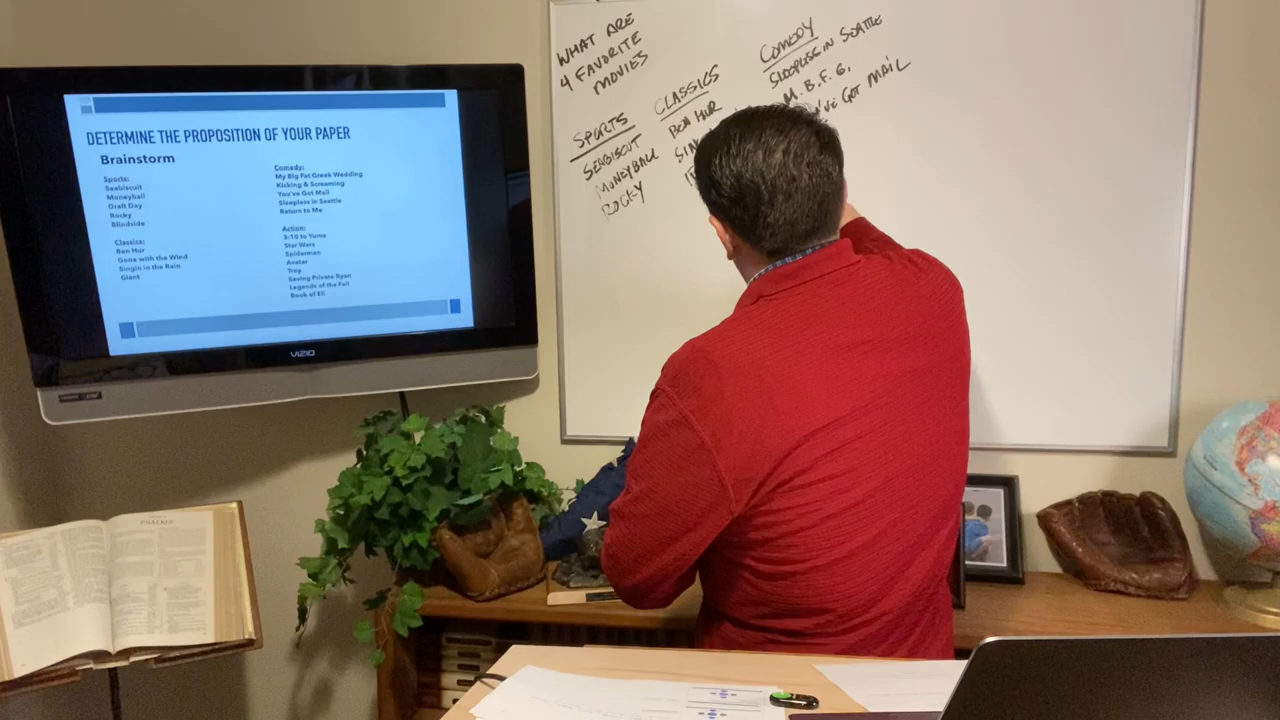 DETERMINE THE PROPOSITION OF YOUR PAPER
Brainstorm
Sports:
Seabiscuit
Moneyball
Draft Day
Rocky
Blindside
Classics:
Ben Hur
Gone with the Wind
Singin in the Rain
Giant
Comedy:
My Big Fat Greek Wedding
Kicking & Screaming
You've Got Mail
Sleepless in Seattle
Return to Me
Action:
3:10 to Yuma
Star Wars
Spiderman
Avatar
Troy
Saving Private Ryan
Legends of the Fall
Book of Eli
VIZIO
WHAT ARE
4 FAVORITE
MOVIES
SPORTS
SEABISCUT
MONEYBALL
ROCKY
CLASSICS
BEN HUR
COMEDY
SLEEPLESS IN SEATTLE
M.B.F.G.
GOT MAIL
PSALMS